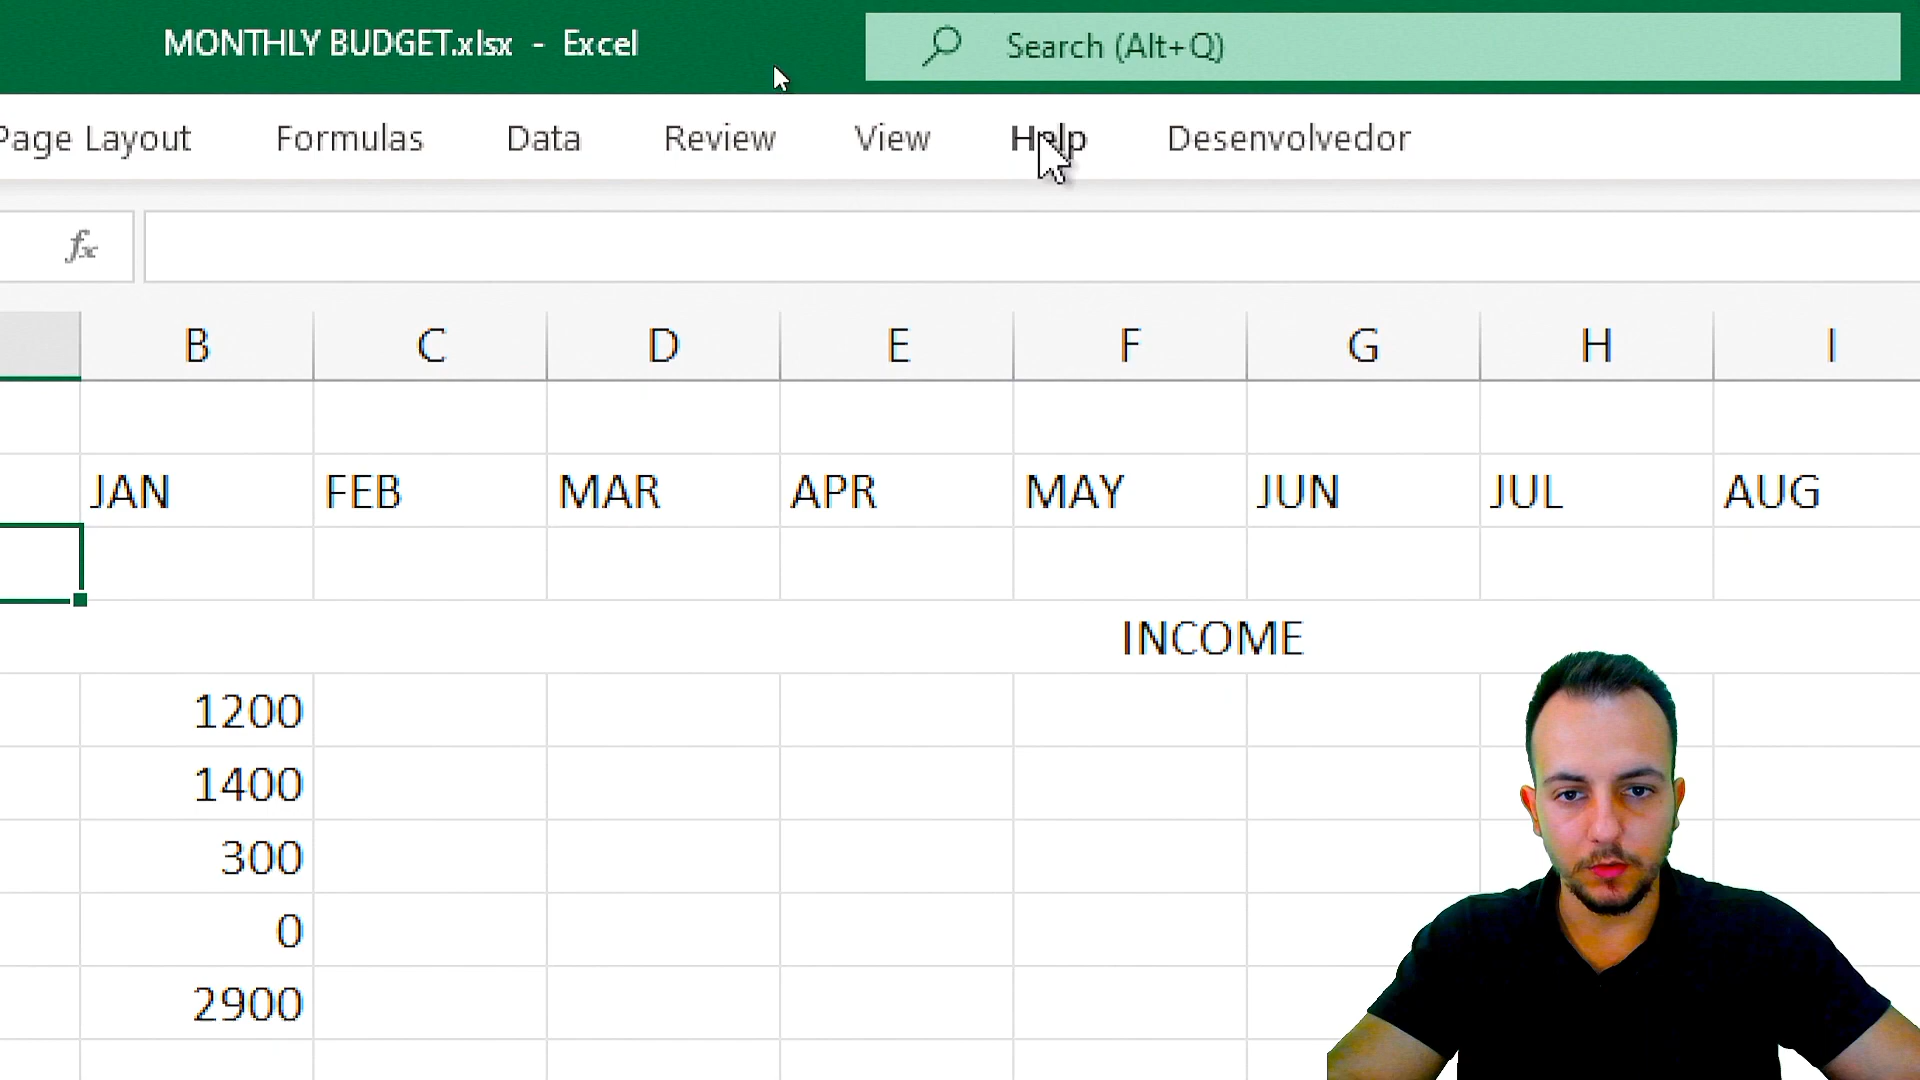 MONTHLY BUDGET.xlsx - Excel
Search (Alt+Q)
Page Layout Formulas Data Review View Help Desenvolvedor
fx
B C D E F G H I
JAN FEB MAR APR MAY JUN JUL AUG
INCOME
1200
1400
300
0
2900